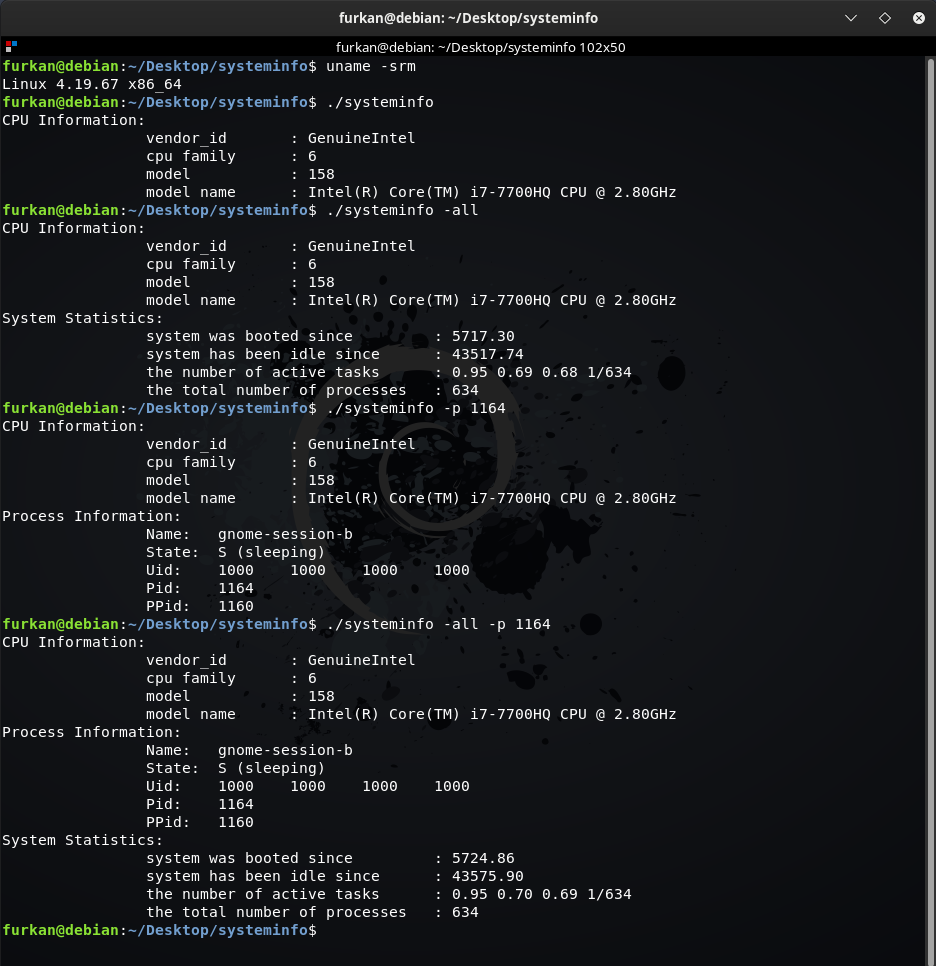 furkan@debian: ~/Desktop/systeminfo
furkan@debian: ~/Desktop/systeminfo 102x50
furkan@debian:~/Desktop/systeminfo$ uname -srm
Linux 4.19.67 x86_64
furkan@debian:~/Desktop/systeminfo$ ./systeminfo
CPU Information:
                vendor_id       : GenuineIntel
                cpu family      : 6
                model           : 158
                model name      : Intel(R) Core(TM) i7-7700HQ CPU @ 2.80GHz
furkan@debian:~/Desktop/systeminfo$ ./systeminfo -all
CPU Information:
                vendor_id       : GenuineIntel
                cpu family      : 6
                model           : 158
                model name      : Intel(R) Core(TM) i7-7700HQ CPU @ 2.80GHz
System Statistics:
                system was booted since         : 5717.30
                system has been idle since      : 43517.74
                the number of active tasks      : 0.95 0.69 0.68 1/634
                the total number of processes   : 634
furkan@debian:~/Desktop/systeminfo$ ./systeminfo -p 1164
CPU Information:
                vendor_id       : GenuineIntel
                cpu family      : 6
                model           : 158
                model name      : Intel(R) Core(TM) i7-7700HQ CPU @ 2.80GHz
Process Information:
                Name:   gnome-session-b
                State:  S (sleeping)
                Uid:    1000    1000    1000    1000
                Pid:    1164
                PPid:   1160
furkan@debian:~/Desktop/systeminfo$ ./systeminfo -all -p 1164
CPU Information:
                vendor_id       : GenuineIntel
                cpu family      : 6
                model           : 158
                model name      : Intel(R) Core(TM) i7-7700HQ CPU @ 2.80GHz
Process Information:
                Name:   gnome-session-b
                State:  S (sleeping)
                Uid:    1000    1000    1000    1000
                Pid:    1164
                PPid:   1160
System Statistics:
                system was booted since         : 5724.86
                system has been idle since      : 43575.90
                the number of active tasks      : 0.95 0.70 0.69 1/634
                the total number of processes   : 634
furkan@debian:~/Desktop/systeminfo$